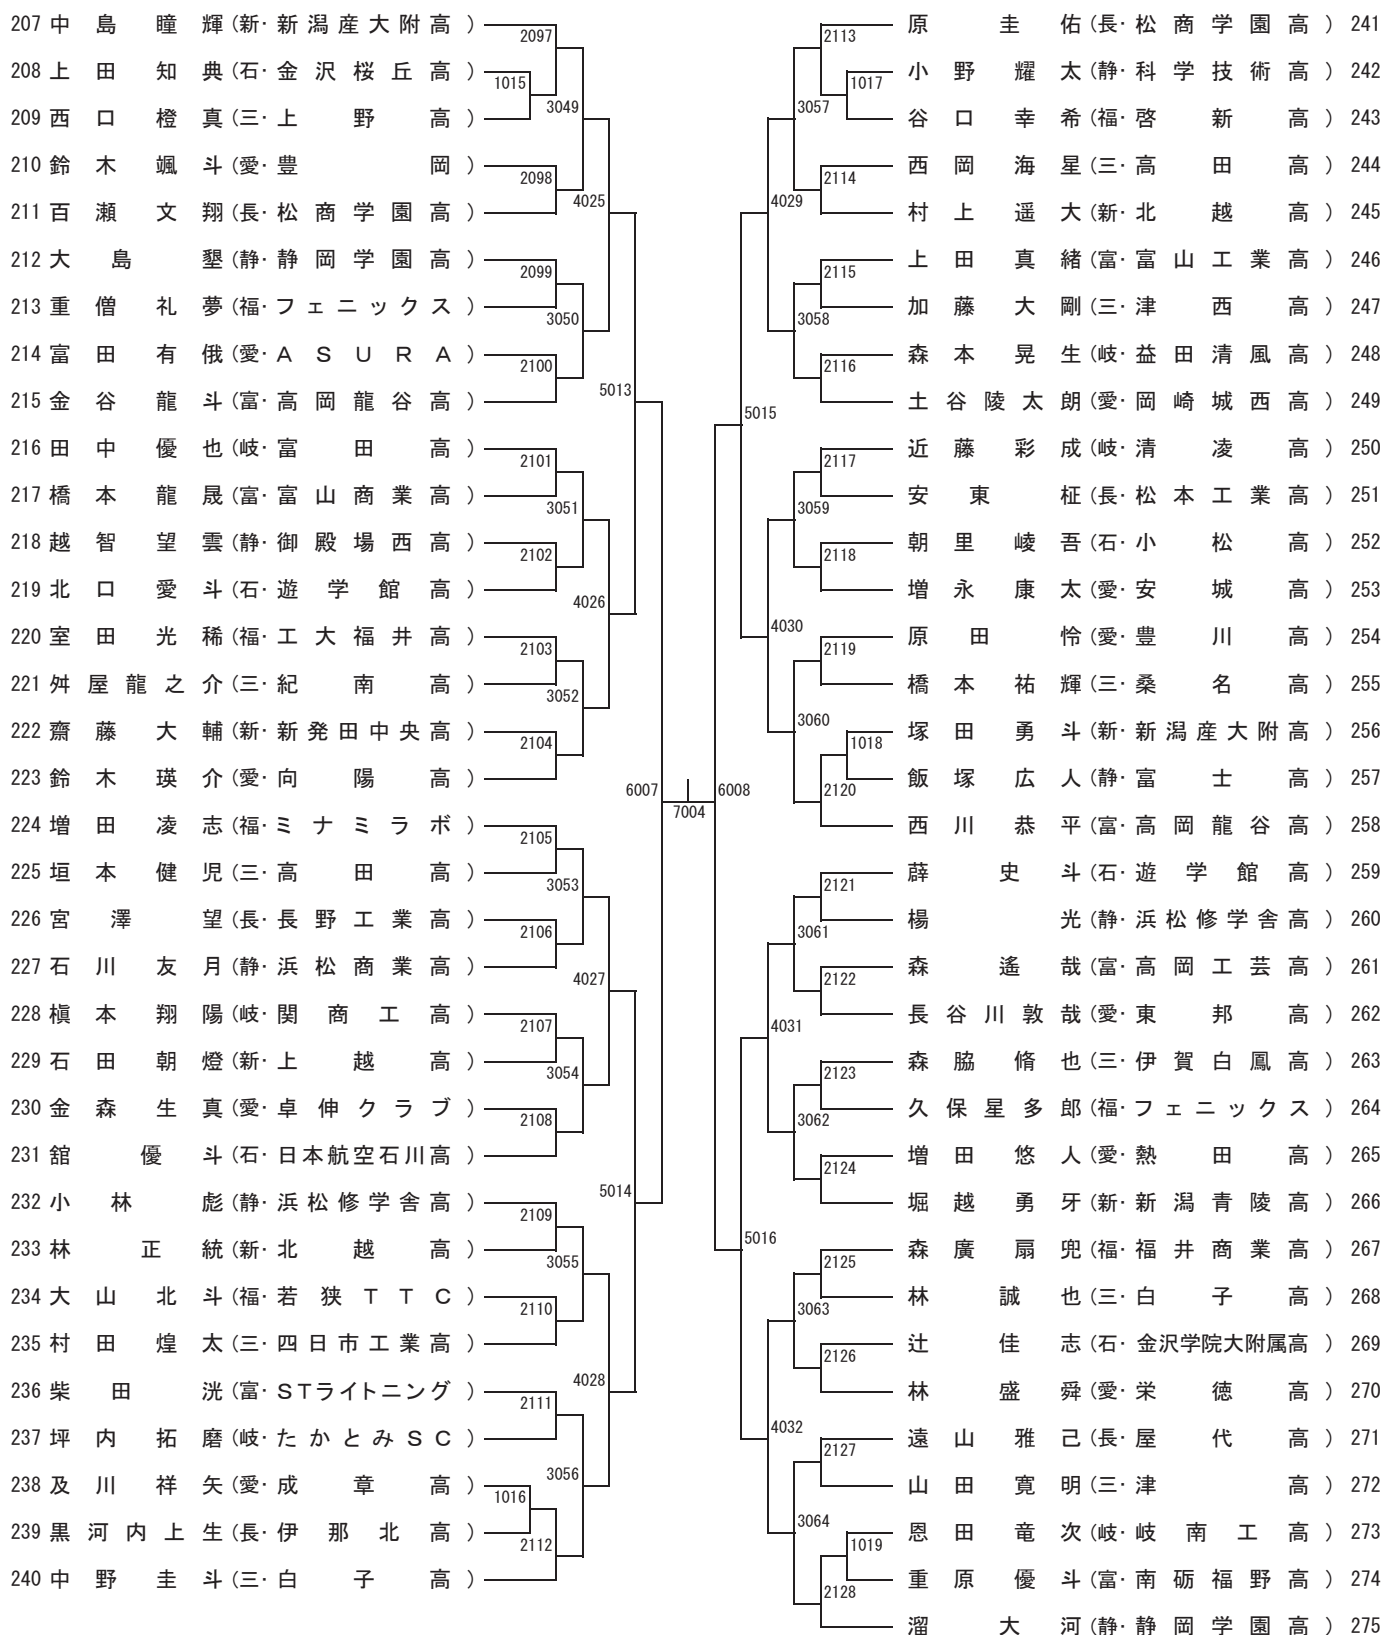 207 中島瞳輝 (新・新潟産大附高)
208 上田知典 (石・金沢桜丘高)
209 西口橙真 (三・上野高)
210 鈴木颯斗 (愛・豊岡)
211 百瀬文翔 (長・松商学園高)
212 大島墾 (静・静岡学園高)
213 重僧礼夢 (福・フェニックス)
214 富田有俄 (愛・ASURA)
215 金谷龍斗 (富・高岡龍谷高)
216 田中優也 (岐・富田高)
217 橋本龍晟 (富・富山商業高)
218 越智望雲 (静・御殿場西高)
219 北口愛斗 (石・遊学館高)
220 室田光稀 (福・工大福井高)
221 舛屋龍之介 (三・紀南高)
222 齋藤大輔 (新・新発田中央高)
223 鈴木瑛介 (愛・向陽高)
224 増田凌志 (福・ミナミラボ)
225 垣本健児 (三・高田高)
226 宮澤望 (長・長野工業高)
227 石川友月 (静・浜松商業高)
228 槇本翔陽 (岐・関商工高)
229 石田朝燈 (新・上越高)
230 金森生真 (愛・卓伸クラブ)
231 舘優斗 (石・日本航空石川高)
232 小林彪 (静・浜松修学舎高)
233 林正統 (新・北越高)
234 大山北斗 (福・若狭TTC)
235 村田煌太 (三・四日市工業高)
236 柴田洸 (富・STライトニング)
237 坪内拓磨 (岐・たかとみSC)
238 及川祥矢 (愛・成章高)
239 黒河内上生 (長・伊那北高)
240 中野圭斗 (三・白子高)
2097
1015
3049
2098
4025
2099
3050
2100
5013
2101
3051
2102
4026
2103
3052
2104
6007
2105
3053
2106
4027
2107
3054
2108
5014
2109
3055
2110
4028
2111
3056
1016
2112
7004
6008
2113
1017
3057
2114
4029
2115
3058
2116
5015
2117
3059
2118
4030
2119
3060
1018
2120
2121
3061
2122
4031
2123
3062
2124
5016
2125
3063
2126
4032
2127
3064
1019
2128
原圭佑 (長・松商学園高) 241
小野耀太 (静・科学技術高) 242
谷口幸希 (福・啓新高) 243
西岡海星 (三・高田高) 244
村上遥大 (新・北越高) 245
上田真緒 (富・富山工業高) 246
加藤大剛 (三・津西高) 247
森本晃生 (岐・益田清風高) 248
土谷陵太朗 (愛・岡崎城西高) 249
近藤彩成 (岐・清凌高) 250
安東柾 (長・松本工業高) 251
朝里崚吾 (石・小松高) 252
増永康太 (愛・安城高) 253
原田怜 (愛・豊川高) 254
橋本祐輝 (三・桑名高) 255
塚田勇斗 (新・新潟産大附高) 256
飯塚広人 (静・富士高) 257
西川恭平 (富・高岡龍谷高) 258
薜史斗 (石・遊学館高) 259
楊光 (静・浜松修学舎高) 260
森遙哉 (富・高岡工芸高) 261
長谷川敦哉 (愛・東邦高) 262
森脇脩也 (三・伊賀白鳳高) 263
久保星多郎 (福・フェニックス) 264
増田悠人 (愛・熱田高) 265
堀越勇牙 (新・新潟青陵高) 266
森廣扇兜 (福・福井商業高) 267
林誠也 (三・白子高) 268
辻佳志 (石・金沢学院大附属高) 269
林盛舜 (愛・栄徳高) 270
遠山雅己 (長・屋代高) 271
山田寛明 (三・津高) 272
恩田竜次 (岐・岐南工高) 273
重原優斗 (富・南砺福野高) 274
溜大河 (静・静岡学園高) 275